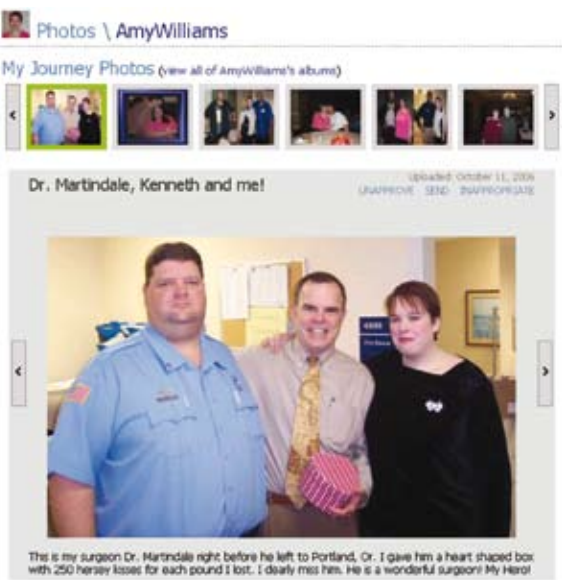 Photos \ AmyWilliams
My Journey Photos (view all of AmyWilliams's albums)
Dr. Martindale, Kenneth and me!
Uploaded: October 11, 2006
UNAPPROVE SEND INAPPROPRIATE
This is my surgeon Dr. Martindale right before he left to Portland, Or. I gave him a heart shaped box
with 250 hersey kisses for each pound I lost. I dearly miss him. He is a wonderful surgeon! My Hero!